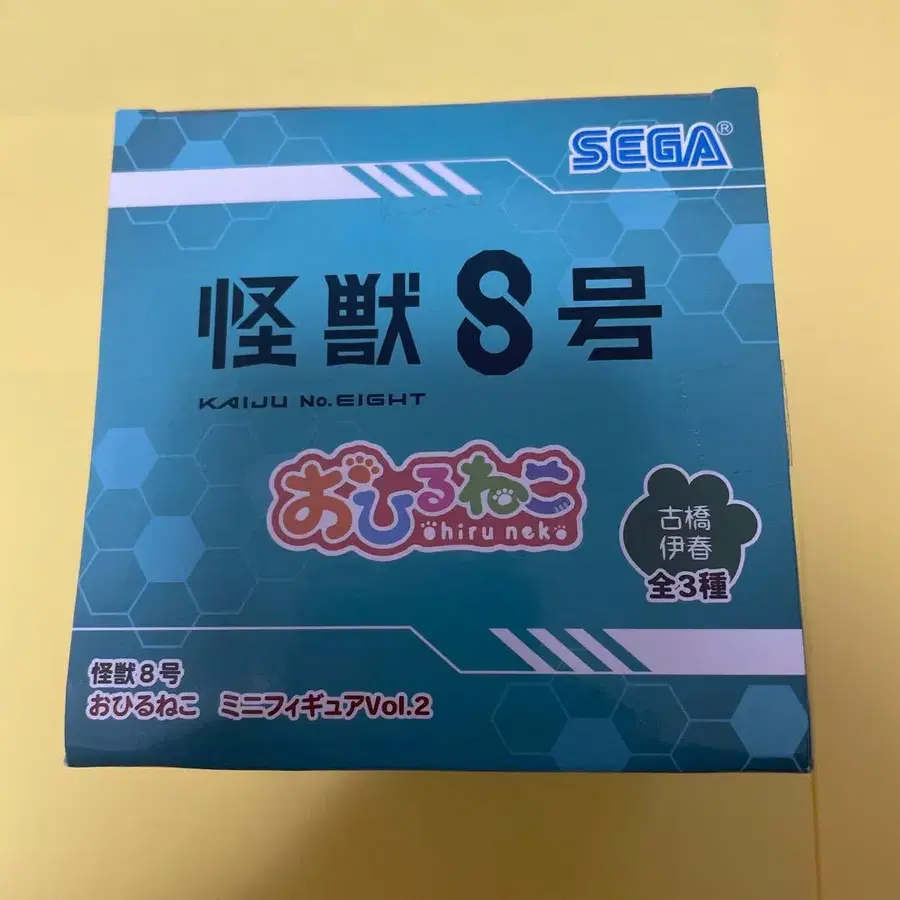 SEGA®
怪獣8号
KAIJU No.EIGHT
おひるねこ
Ohiru neko
古橋
伊春
全3種
怪獣8号
おひるねこ ミニフィギュアVol.2